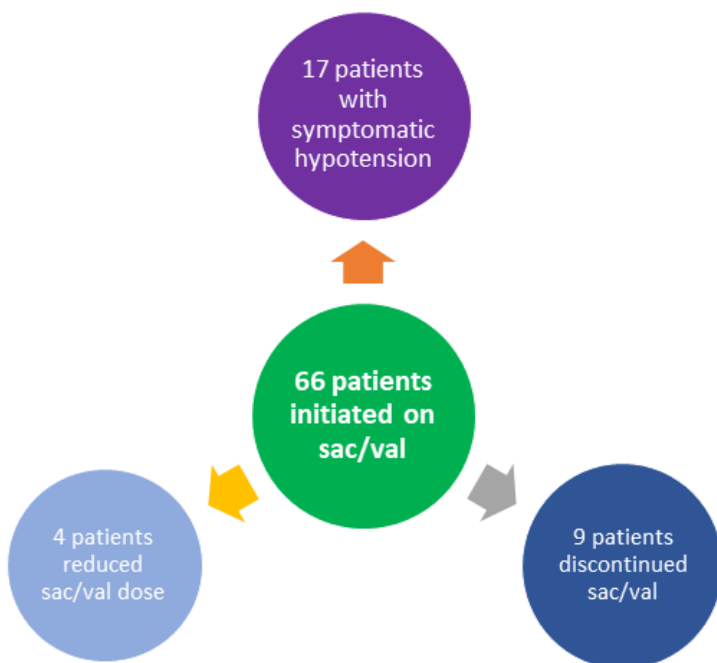 17 patients
with
symptomatic
hypotension
66 patients
initiated on
sac/val
4 patients
reduced
sac/val dose
9 patients
discontinued
sac/val